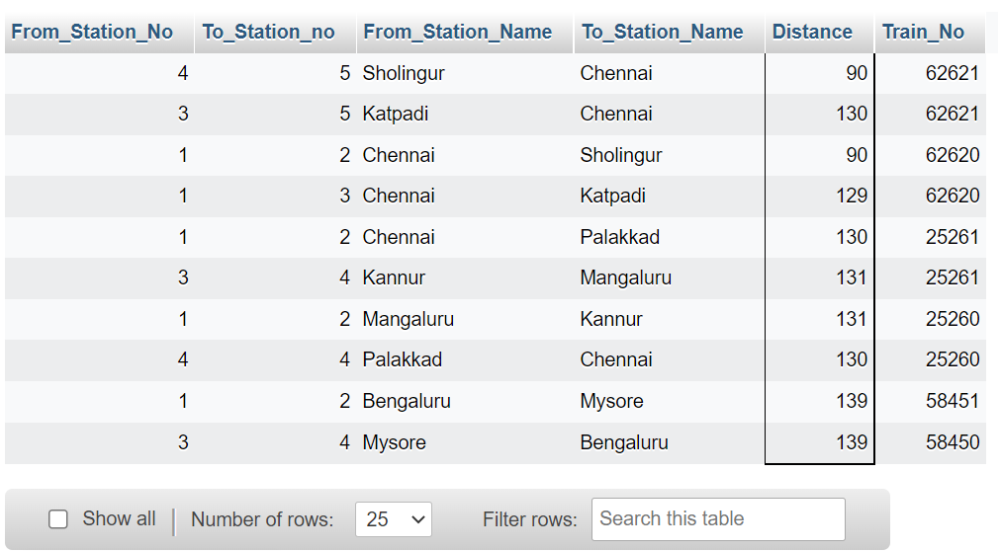 From_Station_No To_Station_no From_Station_Name To_Station_Name Distance Train_No
4 5 Sholingur Chennai 90 62621
3 5 Katpadi Chennai 130 62621
1 2 Chennai Sholingur 90 62620
1 3 Chennai Katpadi 129 62620
1 2 Chennai Palakkad 130 25261
3 4 Kannur Mangaluru 131 25261
1 2 Mangaluru Kannur 131 25260
4 4 Palakkad Chennai 130 25260
1 2 Bengaluru Mysore 139 58451
3 4 Mysore Bengaluru 139 58450
Show all Number of rows: 25 Filter rows: Search this table